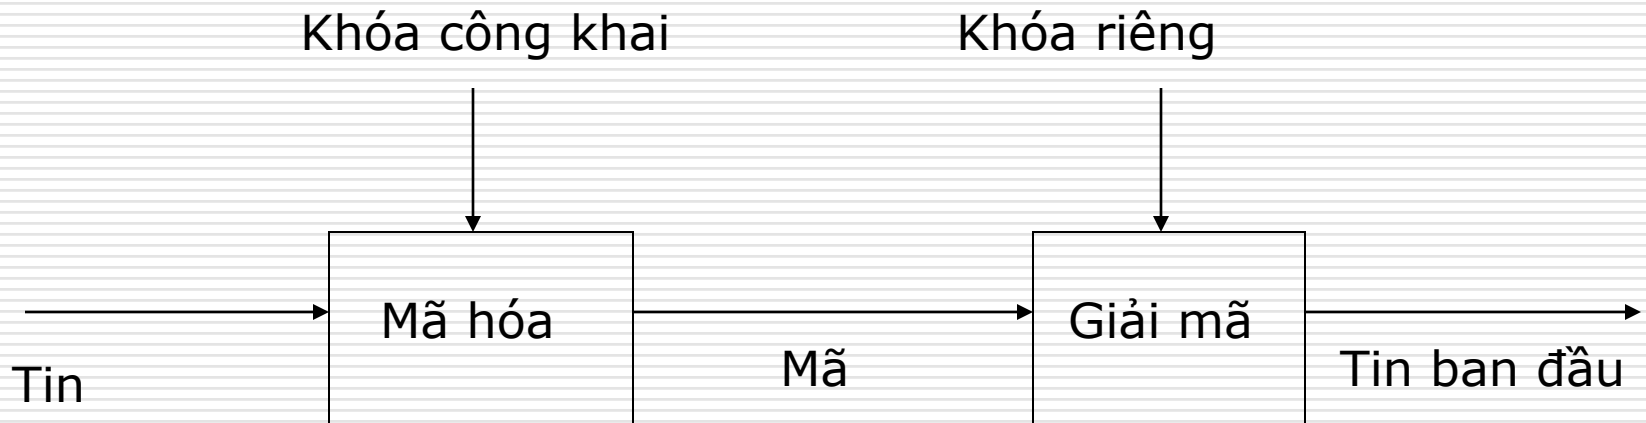 Khóa công khai
Khóa riêng
Mã hóa
Giải mã
Tin
Mã
Tin ban đầu